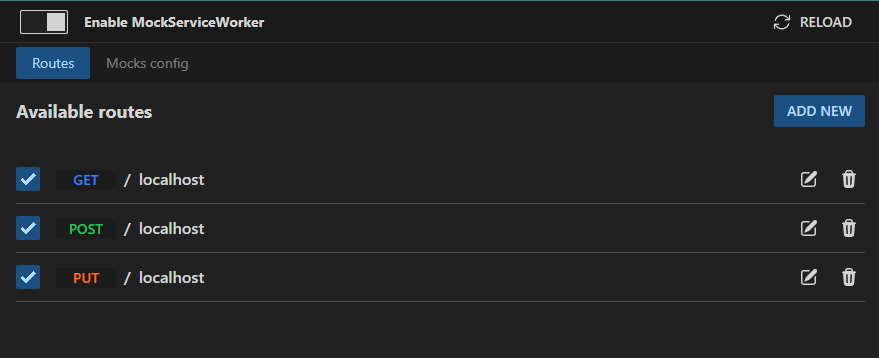 Enable MockServiceWorker RELOAD
Routes Mocks config
Available routes ADD NEW
GET / localhost
POST / localhost
PUT / localhost